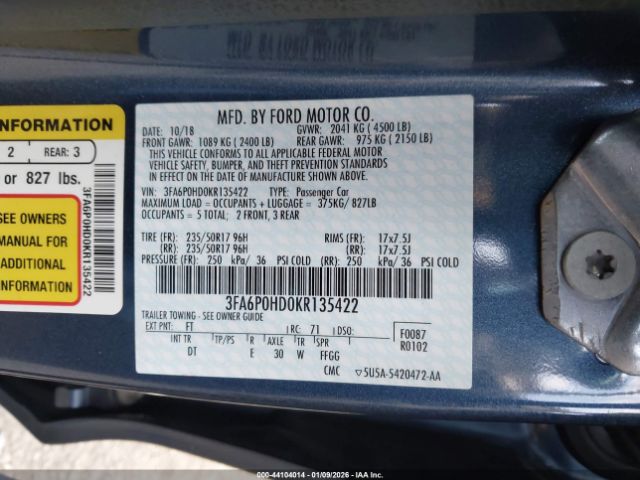 MFD. BY FORD MOTOR CO.
DATE: 10/18 GVWR: 2041 KG ( 4500 LB)
FRONT GAWR: 1089 KG ( 2400 LB) REAR GAWR: 975 KG ( 2150 LB)
THIS VEHICLE CONFORMS TO ALL APPLICABLE FEDERAL MOTOR
VEHICLE SAFETY, BUMPER, AND THEFT PREVENTION STANDARDS
IN EFFECT ON THE DATE OF MANUFACTURE SHOWN ABOVE.
VIN: 3FA6P0HD0KR135422 TYPE: Passenger Car
MAXIMUM LOAD = OCCUPANTS + LUGGAGE = 375KG/ 827LB
OCCUPANTS = 5 TOTAL: 2 FRONT, 3 REAR
TIRE (FR): 235/50R17 96H RIMS (FR): 17x7.5J
(RR): 235/50R17 96H (RR): 17x7.5J
PRESSURE (FR): 250 kPa/ 36 PSI COLD (RR): 250 kPa/ 36 PSI COLD
3FA6P0HD0KR135422
TRAILER TOWING - SEE OWNER GUIDE
EXT PNT: FT RC: 71 DSO: F0087
INT TR TP/PS R AXLE TR SPR R0102
DT E 30 W FFGG
CMC ▽5U5A-5420472-AA
INFORMATION
2 REAR: 3
or 827 lbs.
SEE OWNERS
MANUAL FOR
ADDITIONAL
INFORMATION
3FA6P0HD0KR135422
000-44104014 | 01/09/2026 | © IAA, Inc.